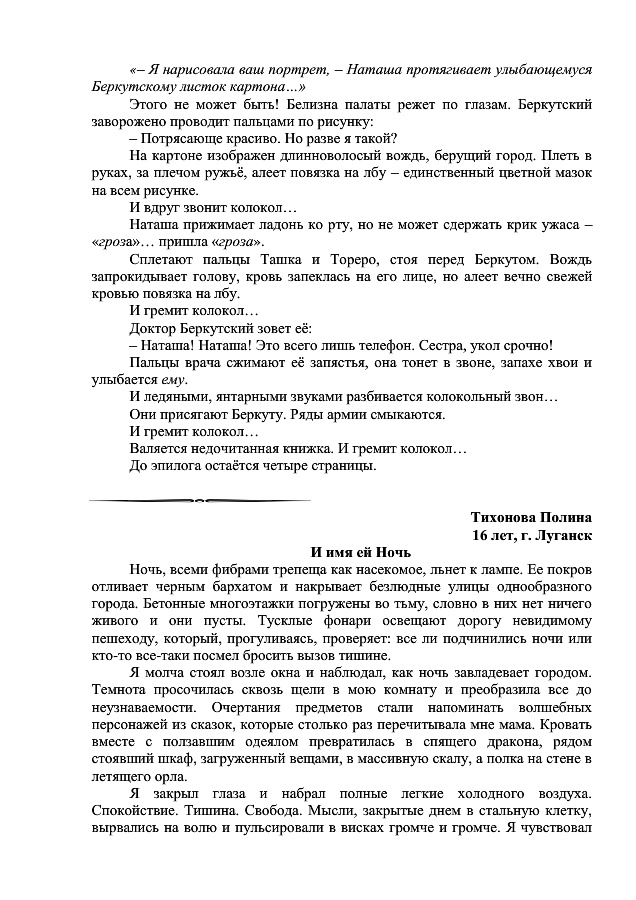 «– Я нарисовала ваш портрет, – Наташа протягивает улыбающемуся
Беркутскому листок картона…»
Этого не может быть! Белизна палаты режет по глазам. Беркутский
заворожено проводит пальцами по рисунку:
– Потрясающе красиво. Но разве я такой?
На картоне изображен длинноволосый вождь, берущий город. Плеть в
руках, за плечом ружьё, алеет повязка на лбу – единственный цветной мазок
на всем рисунке.
И вдруг звонит колокол…
Наташа прижимает ладонь ко рту, но не может сдержать крик ужаса –
«гроза»… пришла «гроза».
Сплетают пальцы Ташка и Тореро, стоя перед Беркутом. Вождь
запрокидывает голову, кровь запеклась на его лице, но алеет вечно свежей
кровью повязка на лбу.
И гремит колокол…
Доктор Беркутский зовет её:
– Наташа! Наташа! Это всего лишь телефон. Сестра, укол срочно!
Пальцы врача сжимают её запястья, она тонет в звоне, запахе хвои и
улыбается ему.
И ледяными, янтарными звуками разбивается колокольный звон…
Они присягают Беркуту. Ряды армии смыкаются.
И гремит колокол…
Валяется недочитанная книжка. И гремит колокол…
До эпилога остаётся четыре страницы.
Тихонова Полина
16 лет, г. Луганск
И имя ей Ночь
Ночь, всеми фибрами трепеща как насекомое, льнет к лампе. Ее покров
отливает черным бархатом и накрывает безлюдные улицы однообразного
города. Бетонные многоэтажки погружены во тьму, словно в них нет ничего
живого и они пусты. Тусклые фонари освещают дорогу невидимому
пешеходу, который, прогуливаясь, проверяет: все ли подчинились ночи или
кто-то все-таки посмел бросить вызов тишине.
Я молча стоял возле окна и наблюдал, как ночь завладевает городом.
Темнота просочилась сквозь щели в мою комнату и преобразила все до
неузнаваемости. Очертания предметов стали напоминать волшебных
персонажей из сказок, которые столько раз перечитывала мне мама. Кровать
вместе с ползавшим одеялом превратилась в спящего дракона, рядом
стоявший шкаф, загруженный вещами, в массивную скалу, а полка на стене в
летящего орла.
Я закрыл глаза и набрал полные легкие холодного воздуха.
Спокойствие. Тишина. Свобода. Мысли, закрытые днем в стальную клетку,
вырвались на волю и пульсировали в висках громче и громче. Я чувствовал